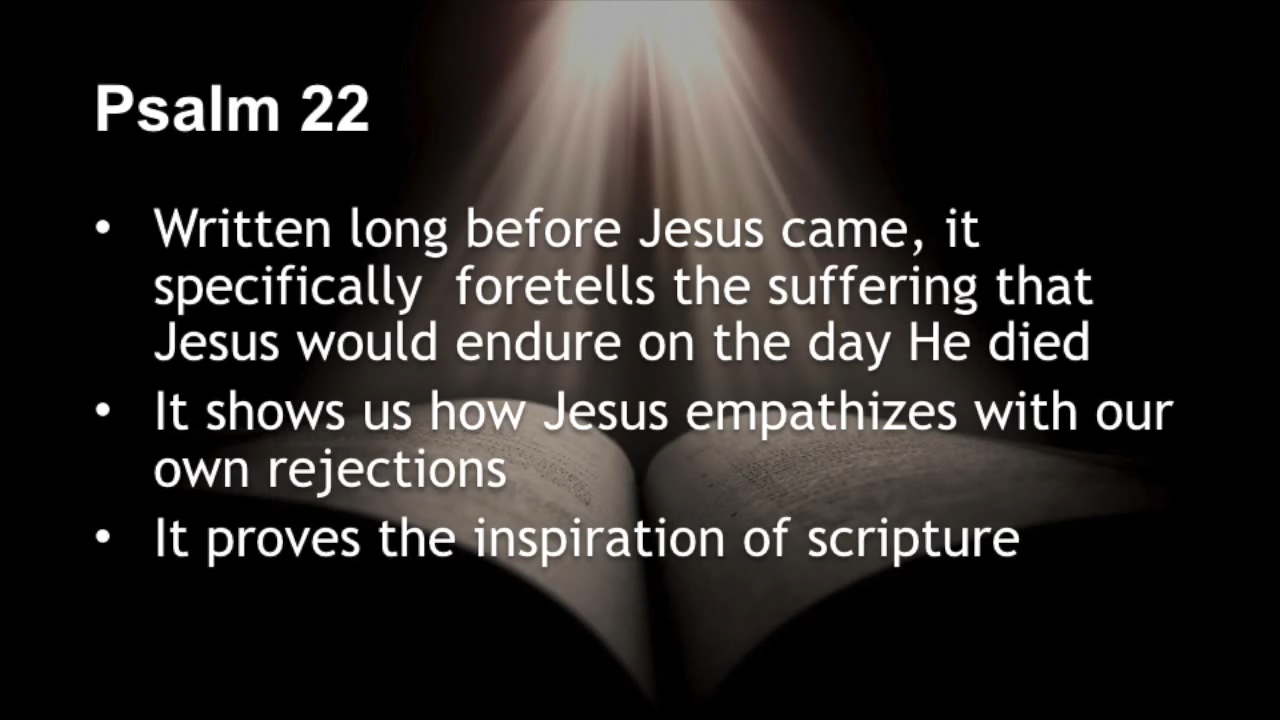 Psalm 22
• Written long before Jesus came, it
specifically  foretells the suffering that
Jesus would endure on the day He died
• It shows us how Jesus empathizes with our
own rejections
• It proves the inspiration of scripture